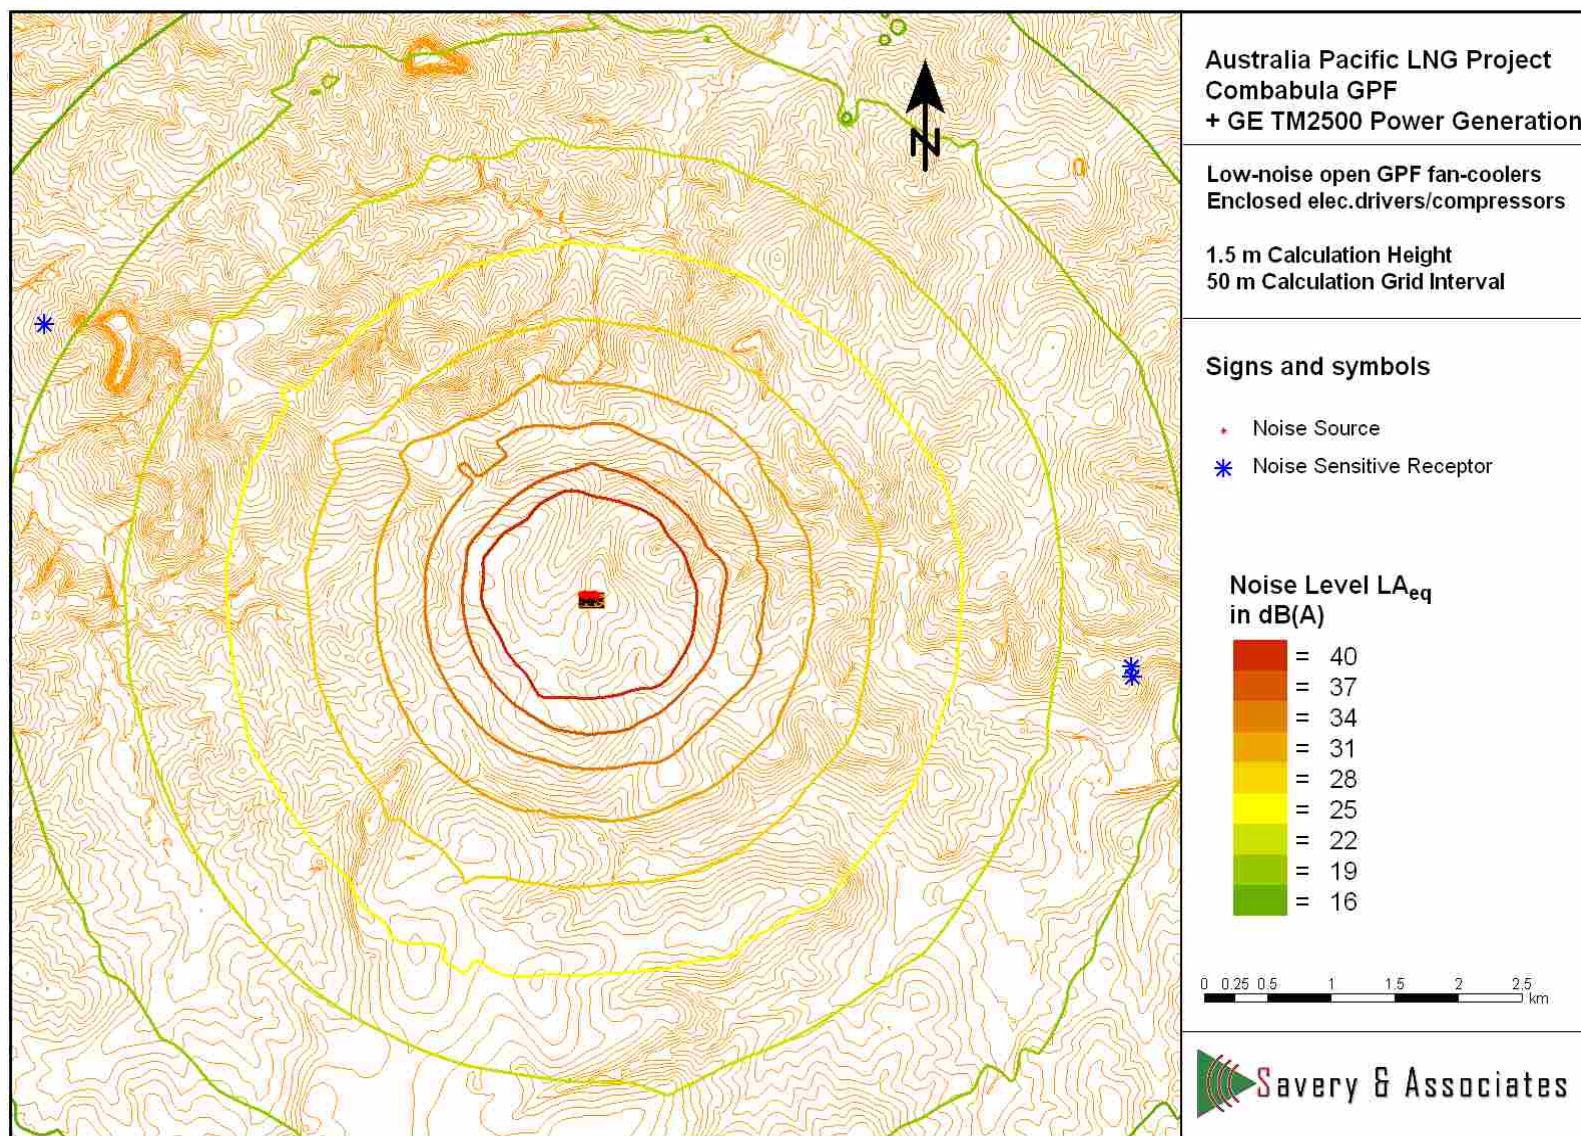 Australia Pacific LNG Project
Combabula GPF
+ GE TM2500 Power Generation
Low-noise open GPF fan-coolers
Enclosed elec.drivers/compressors
1.5 m Calculation Height
50 m Calculation Grid Interval
N
Signs and symbols
Noise Source
Noise Sensitive Receptor
Noise Level LAeq
in dB(A)
= 40
= 37
= 34
= 31
= 28
= 25
= 22
= 19
= 16
0 0.25 0.5 1 1.5 2 2.5
km
Savery & Associates